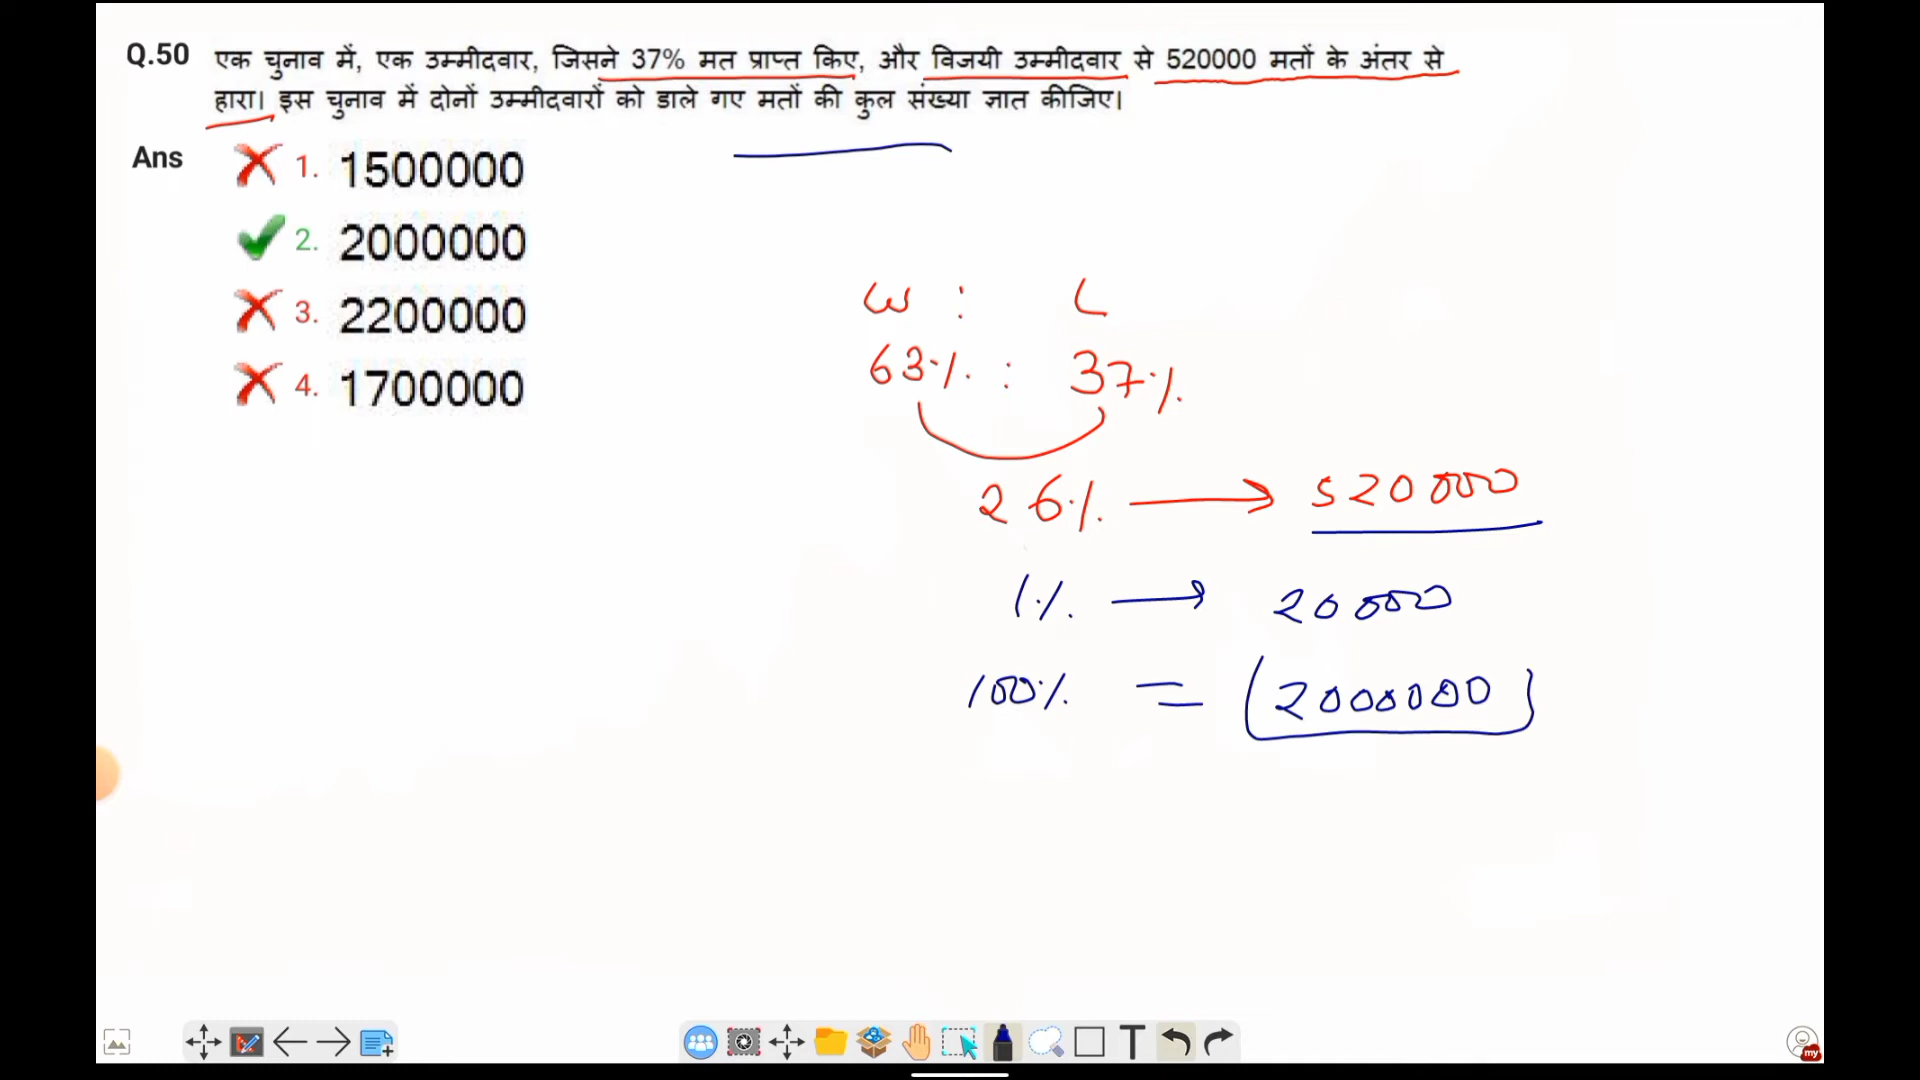 Q.50 एक चुनाव में, एक उम्मीदवार, जिसने 37% मत प्राप्त किए, और विजयी उम्मीदवार से 520000 मतों के अंतर से
हारा। इस चुनाव में दोनों उम्मीदवारों को डाले गए मतों की कुल संख्या ज्ञात कीजिए।
Ans 1. 1500000
2. 2000000
3. 2200000
4. 1700000
W : L
63% : 37%
26% → 520000
1% → 20000
100% = 2000000
T
my